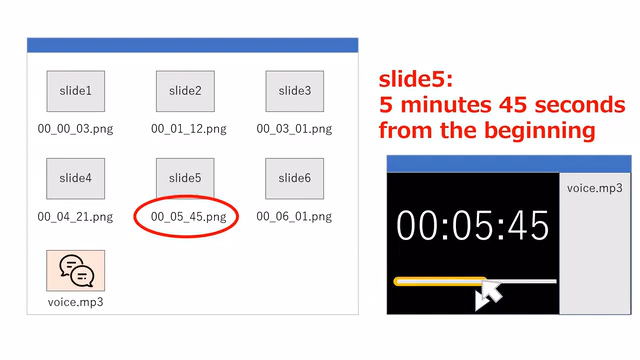 slide1
slide2
slide3
00_00_03.png
00_01_12.png
00_03_01.png
slide4
slide5
slide6
00_04_21.png
00_05_45.png
00_06_01.png
voice.mp3
slide5:
5 minutes 45 seconds
from the beginning
voice.mp3
00:05:45